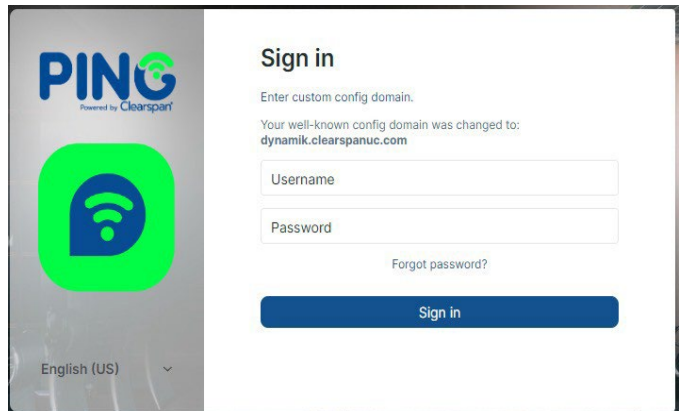 PING
Powered by Clearspan®
English (US)
Sign in
Enter custom config domain.
Your well-known config domain was changed to:
dynamik.clearspanuc.com
Username
Password
Forgot password?
Sign in